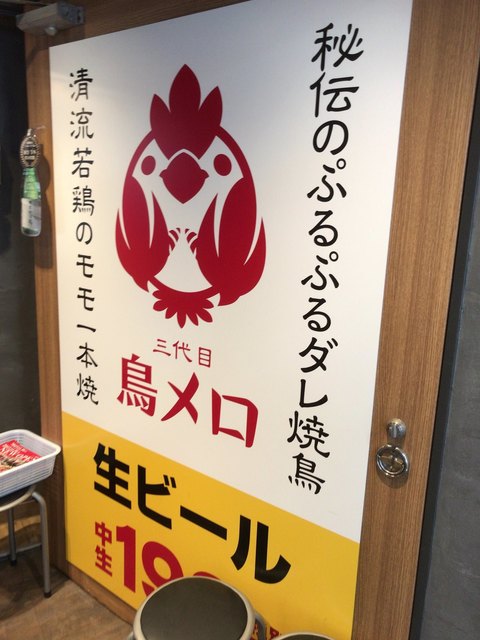 秘伝のぷるぷるダレ焼鳥
清流若鶏のモモ一本焼
三代目
鳥メロ
生ビール
中生
19